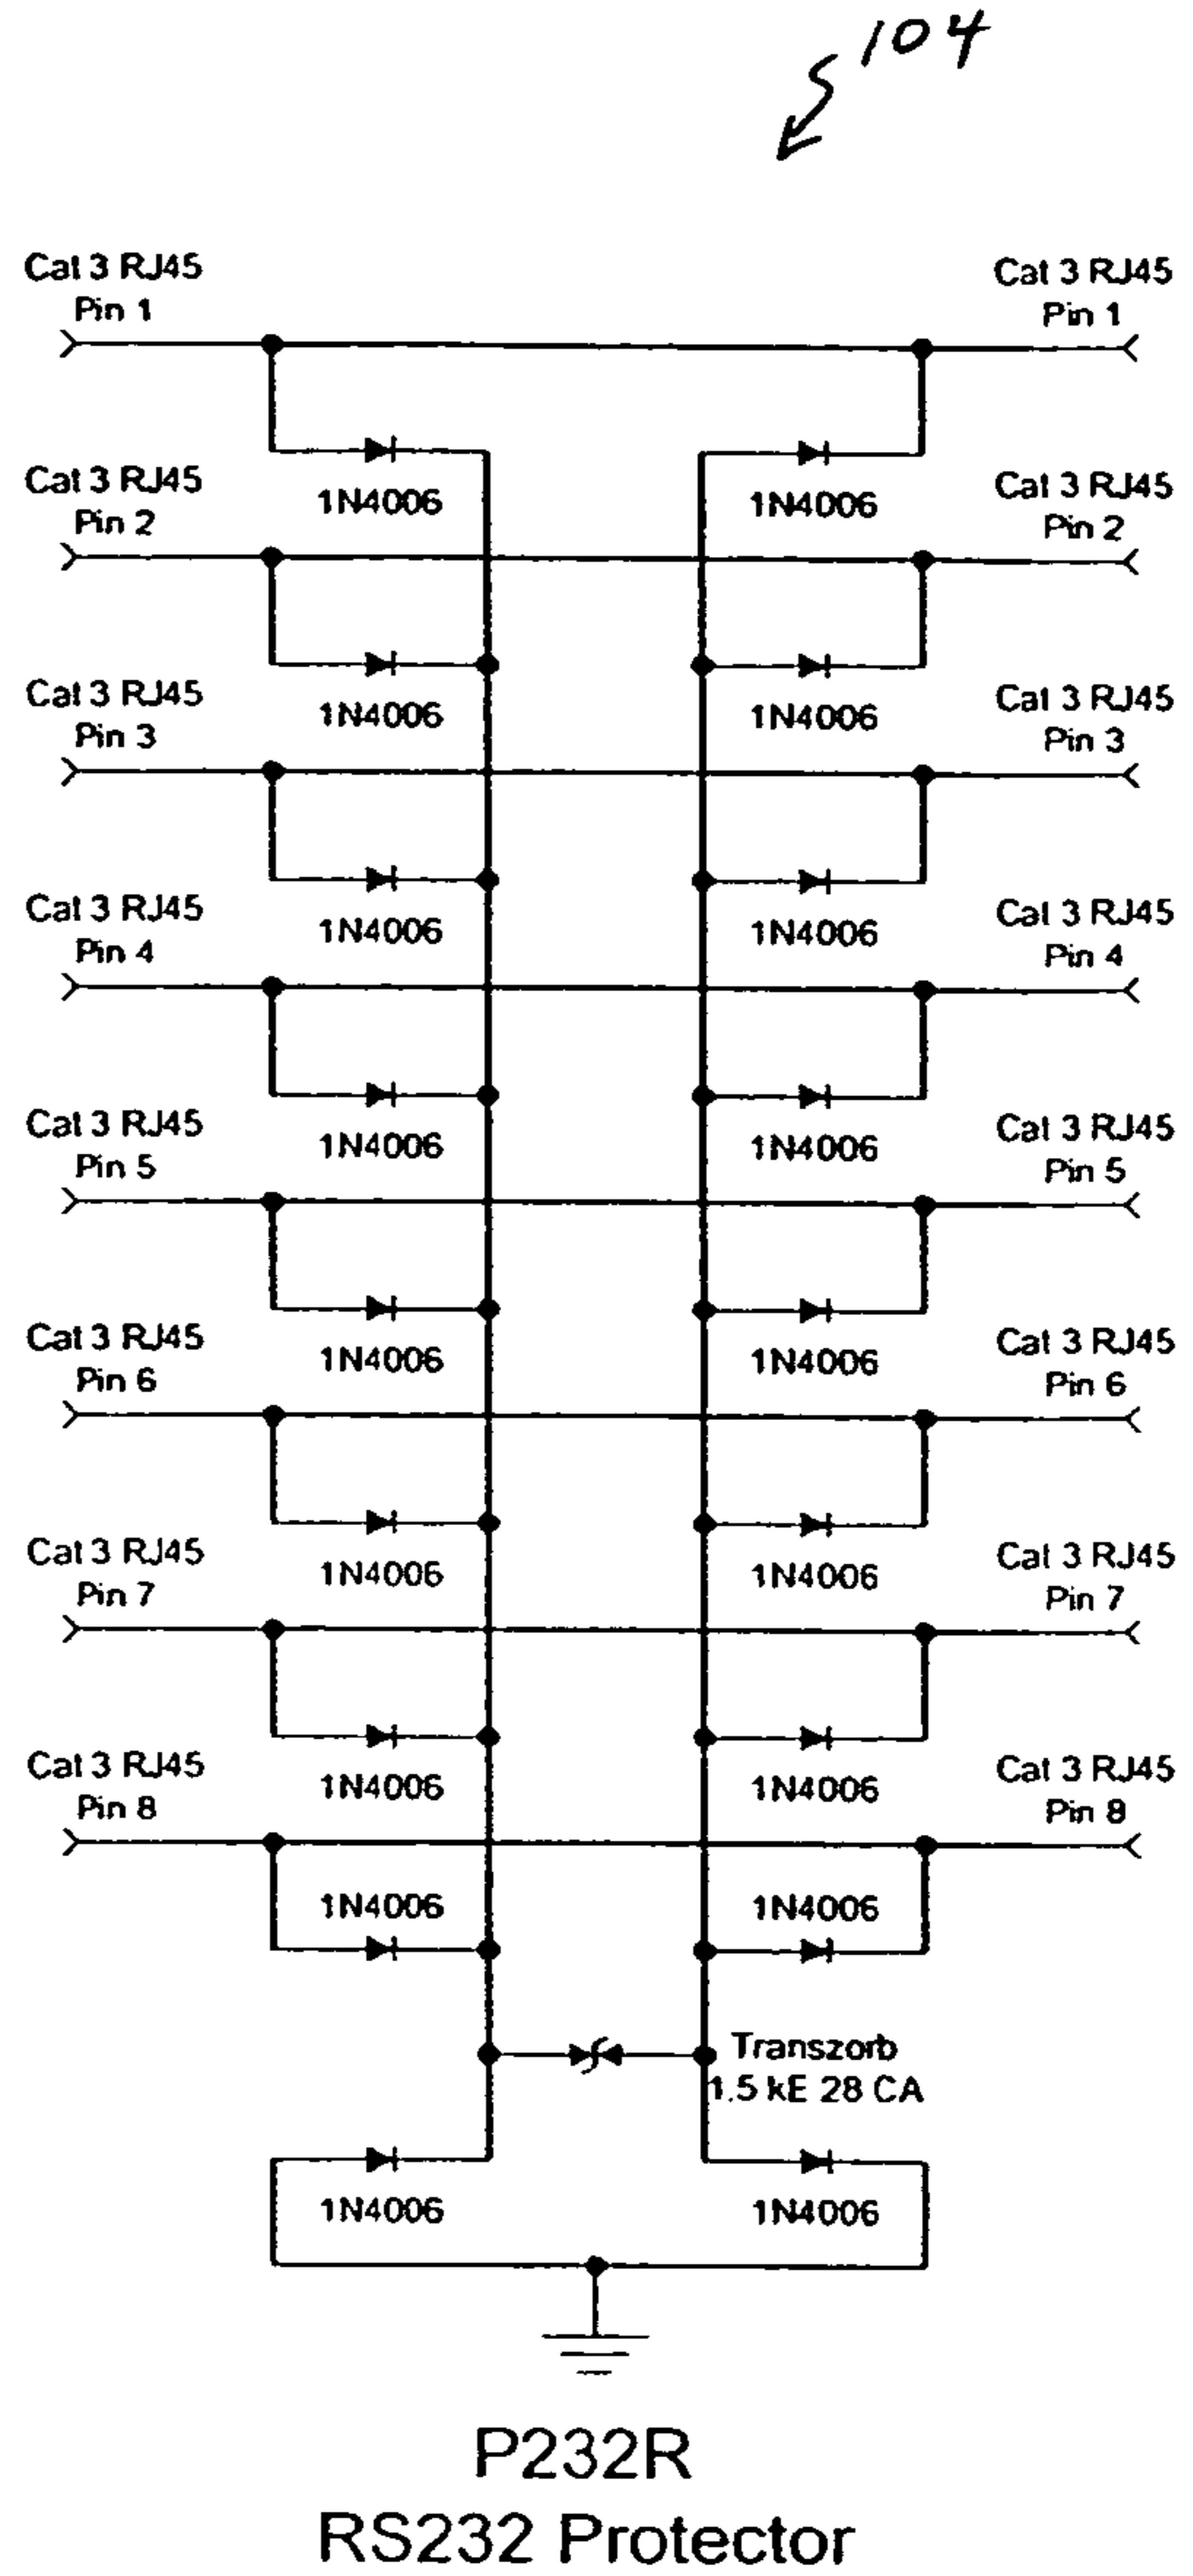 104
Cat 3 RJ45
Pin 1
Cat 3 RJ45
Pin 1
1N4006
1N4006
Cat 3 RJ45
Pin 2
Cat 3 RJ45
Pin 2
1N4006
1N4006
Cat 3 RJ45
Pin 3
Cat 3 RJ45
Pin 3
1N4006
1N4006
Cat 3 RJ45
Pin 4
Cat 3 RJ45
Pin 4
1N4006
1N4006
Cat 3 RJ45
Pin 5
Cat 3 RJ45
Pin 5
1N4006
1N4006
Cat 3 RJ45
Pin 6
Cat 3 RJ45
Pin 6
1N4006
1N4006
Cat 3 RJ45
Pin 7
Cat 3 RJ45
Pin 7
1N4006
1N4006
Cat 3 RJ45
Pin 8
Cat 3 RJ45
Pin 8
1N4006
1N4006
Transzorb
1.5 kE 28 CA
1N4006
1N4006
P232R
RS232 Protector